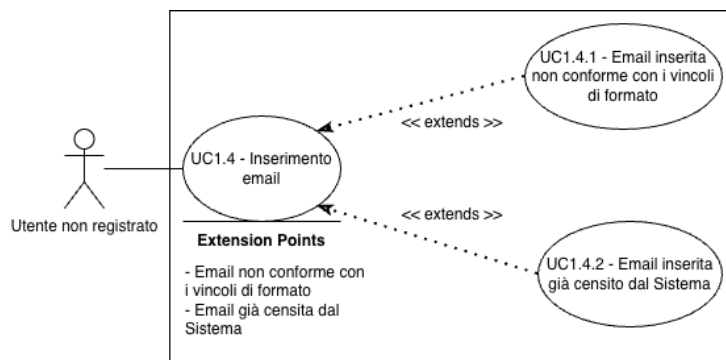 UC1.4.1 - Email inserita
non conforme con i vincoli
di formato
<< extends >>
UC1.4 - Inserimento
email
Utente non registrato
<< extends >>
Extension Points
- Email non conforme con
i vincoli di formato
- Email già censita dal
Sistema
UC1.4.2 - Email inserita
già censito dal Sistema